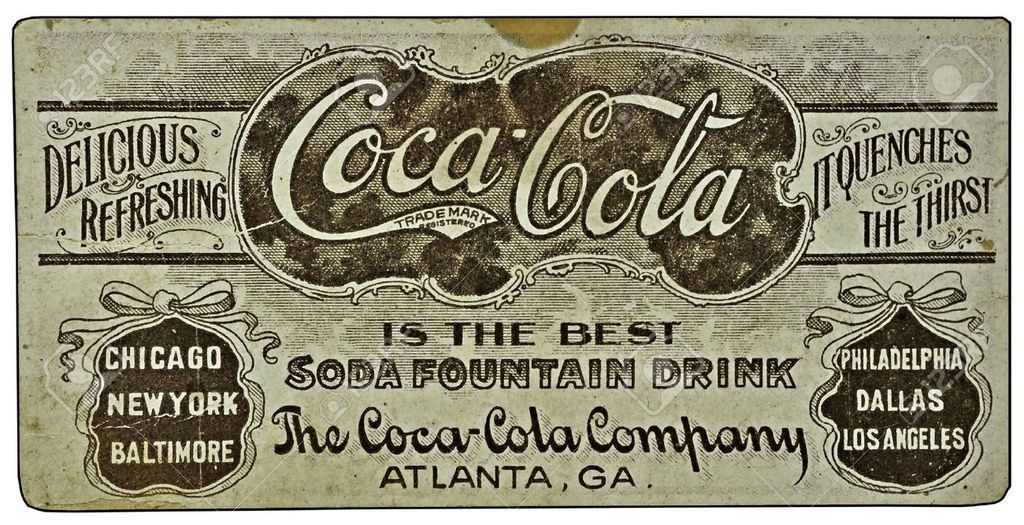 DELICIOUS
REFRESHING
Coca-Cola
TRADE MARK
REGISTERED
IT QUENCHES
THE THIRST
IS THE BEST
SODA FOUNTAIN DRINK
The Coca-Cola Company
ATLANTA, GA.
CHICAGO
NEW YORK
BALTIMORE
PHILADELPHIA
DALLAS
LOS ANGELES
123RF